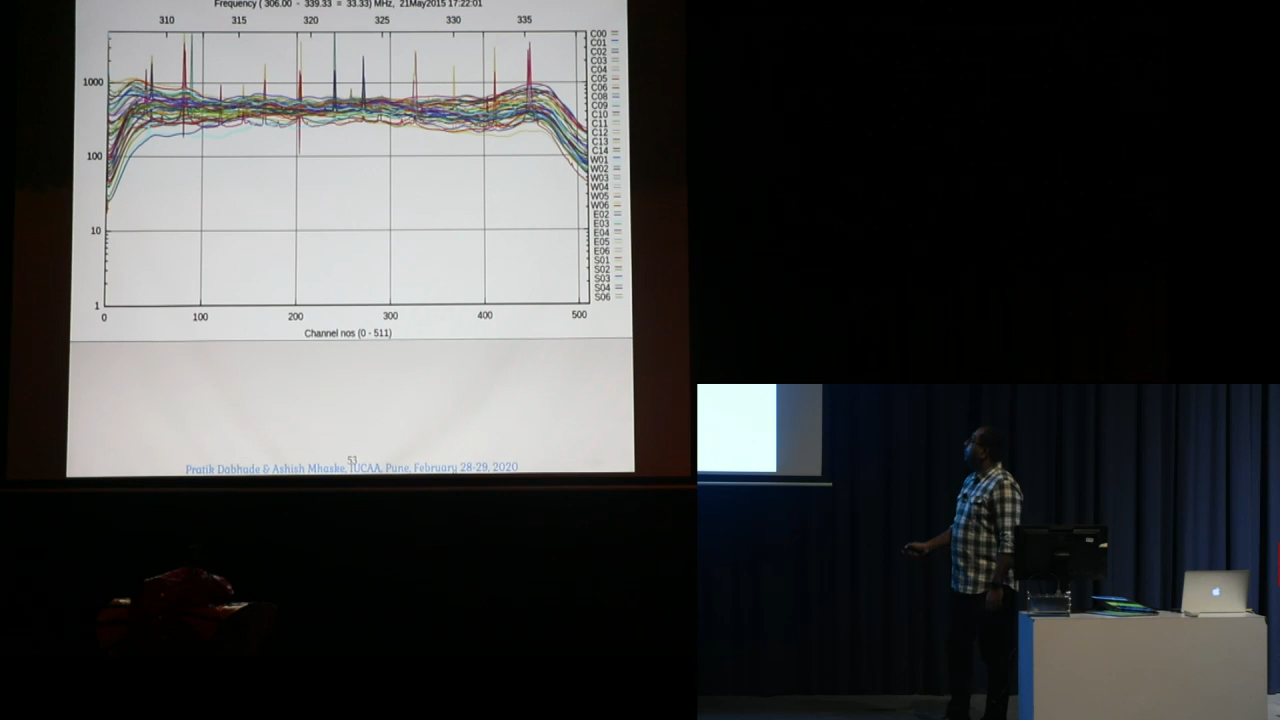 Frequency ( 306.00 - 339.33 = 33.33) MHz, 21May2015 17:22:01
310 315 320 325 330 335
1000
100
10
1
0 100 200 300 400 500
Channel nos (0 - 511)
C00
C01
C02
C03
C04
C05
C06
C08
C09
C10
C11
C12
C13
C14
W01
W02
W03
W04
W05
W06
E02
E03
E04
E05
E06
S01
S02
S03
S04
S06
53
Pratik Dabhade & Ashish Mhaske, IUCAA, Pune, February 28-29, 2020